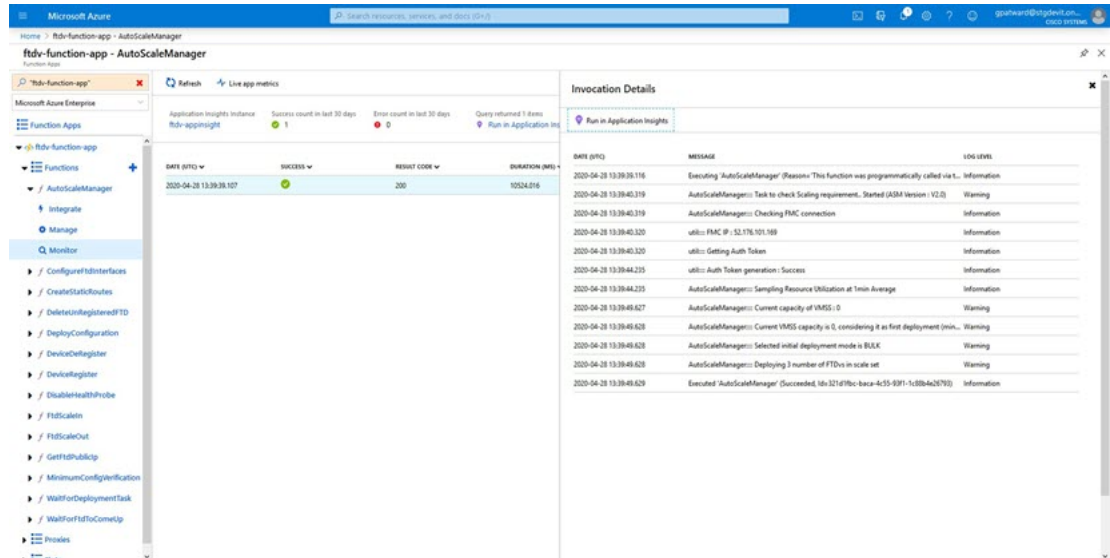 Microsoft Azure
Search resources, services, and docs (G+/)
gpatward@stgdevit.on...
CISCO SYSTEMS
Home > ftdv-function-app - AutoScaleManager
ftdv-function-app - AutoScaleManager
Function Apps
"ftdv-function-app"
Microsoft Azure Enterprise
Function Apps
ftdv-function-app
Functions
AutoScaleManager
Integrate
Manage
Monitor
ConfigureFtdInterfaces
CreateStaticRoutes
DeleteUnRegisteredFTD
DeployConfiguration
DeviceDeRegister
DeviceRegister
DisableHealthProbe
FtdScaleIn
FtdScaleOut
GetFtdPublicIp
MinimumConfigVerification
WaitForDeploymentTask
WaitForFtdToComeUp
Proxies
Refresh Live app metrics
Application Insights Instance Success count in last 30 days Error count in last 30 days Query returned 1 items
ftdv-appinsight 1 0 Run in Application Ins
DATE (UTC) SUCCESS RESULT CODE DURATION (MS)
2020-04-28 13:39:39.107 200 10524.016
Invocation Details
Run in Application Insights
DATE (UTC) MESSAGE LOG LEVEL
2020-04-28 13:39:39.116 Executing 'AutoScaleManager' (Reason='This function was programmatically called via t... Information
2020-04-28 13:39:40.319 AutoScaleManager::: Task to check Scaling requirement.. Started (ASM Version : V2.0) Warning
2020-04-28 13:39:40.319 AutoScaleManager::: Checking FMC connection Information
2020-04-28 13:39:40.320 util::: FMC IP : 52.176.101.169 Information
2020-04-28 13:39:40.320 util::: Getting Auth Token Information
2020-04-28 13:39:44.235 util::: Auth Token generation : Success Information
2020-04-28 13:39:44.235 AutoScaleManager::: Sampling Resource Utilization at 1min Average Information
2020-04-28 13:39:49.627 AutoScaleManager::: Current capacity of VMSS : 0 Warning
2020-04-28 13:39:49.628 AutoScaleManager::: Current VMSS capacity is 0, considering it as first deployment (min... Warning
2020-04-28 13:39:49.628 AutoScaleManager::: Selected initial deployment mode is BULK Warning
2020-04-28 13:39:49.628 AutoScaleManager::: Deploying 3 number of FTDvs in scale set Warning
2020-04-28 13:39:49.629 Executed 'AutoScaleManager' (Succeeded, Id=321d1fbc-baca-4c55-93f1-1c88b4e26793) Information